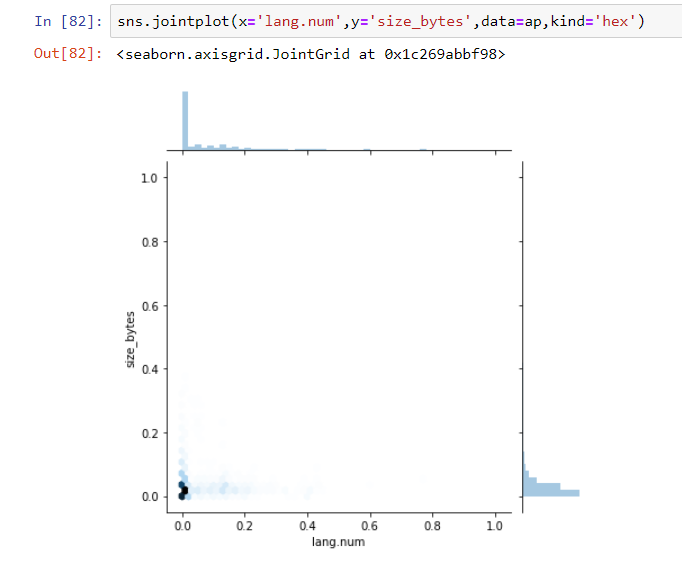 In [82]: sns.jointplot(x='lang.num',y='size_bytes',data=ap,kind='hex')
Out[82]: <seaborn.axisgrid.JointGrid at 0x1c269abbf98>
1.0
0.8
0.6
0.4
0.2
0.0
size_bytes
0.0 0.2 0.4 0.6 0.8 1.0
lang.num